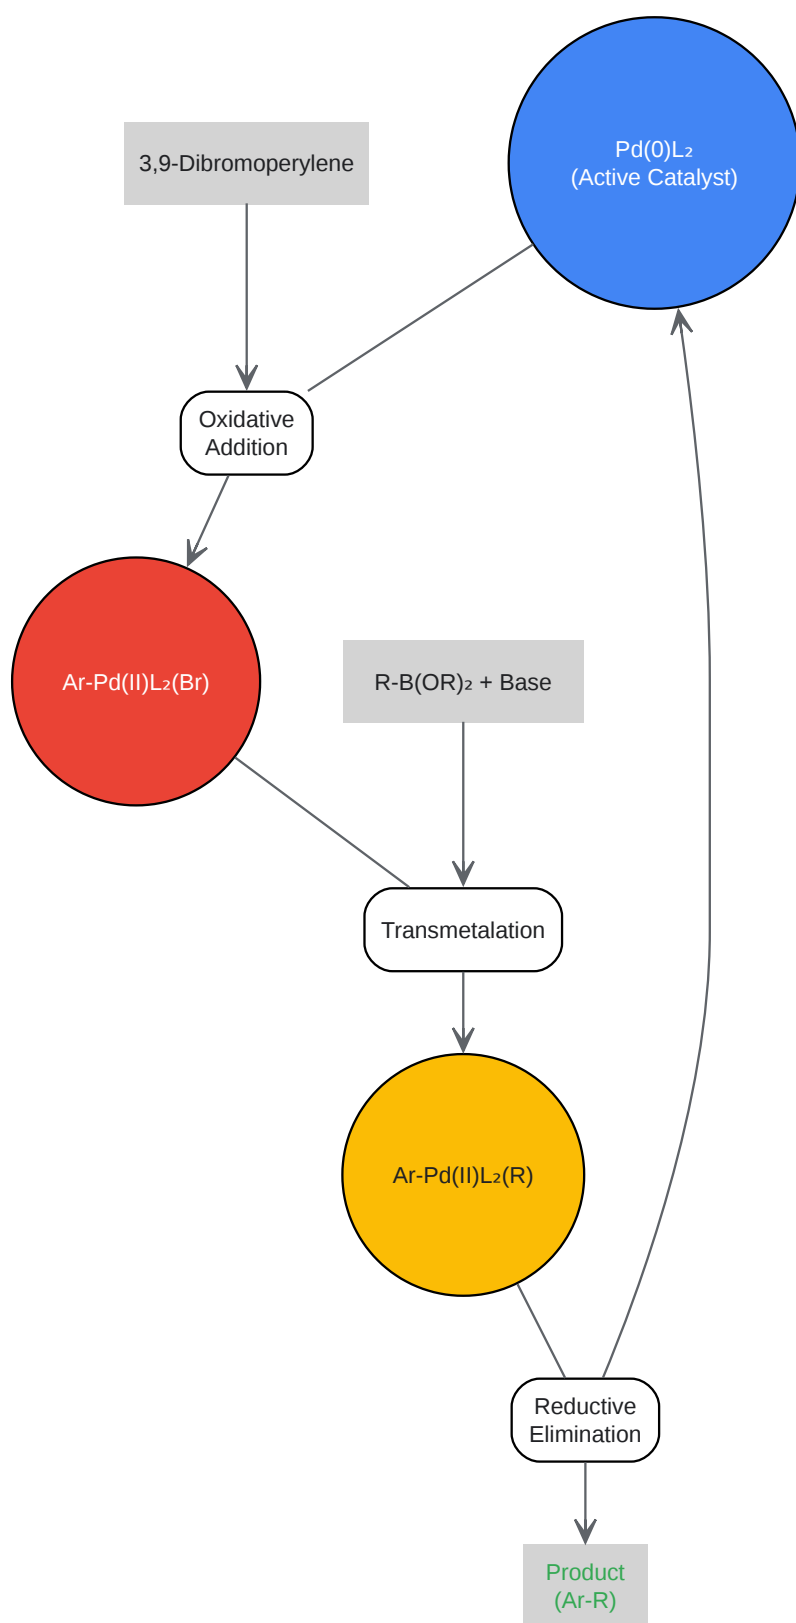 Pd(0)L₂
(Active Catalyst)
3,9-Dibromoperylene
Oxidative
Addition
Ar-Pd(II)L₂(Br)
R-B(OR)₂ + Base
Transmetalation
Ar-Pd(II)L₂(R)
Reductive
Elimination
Product
(Ar-R)